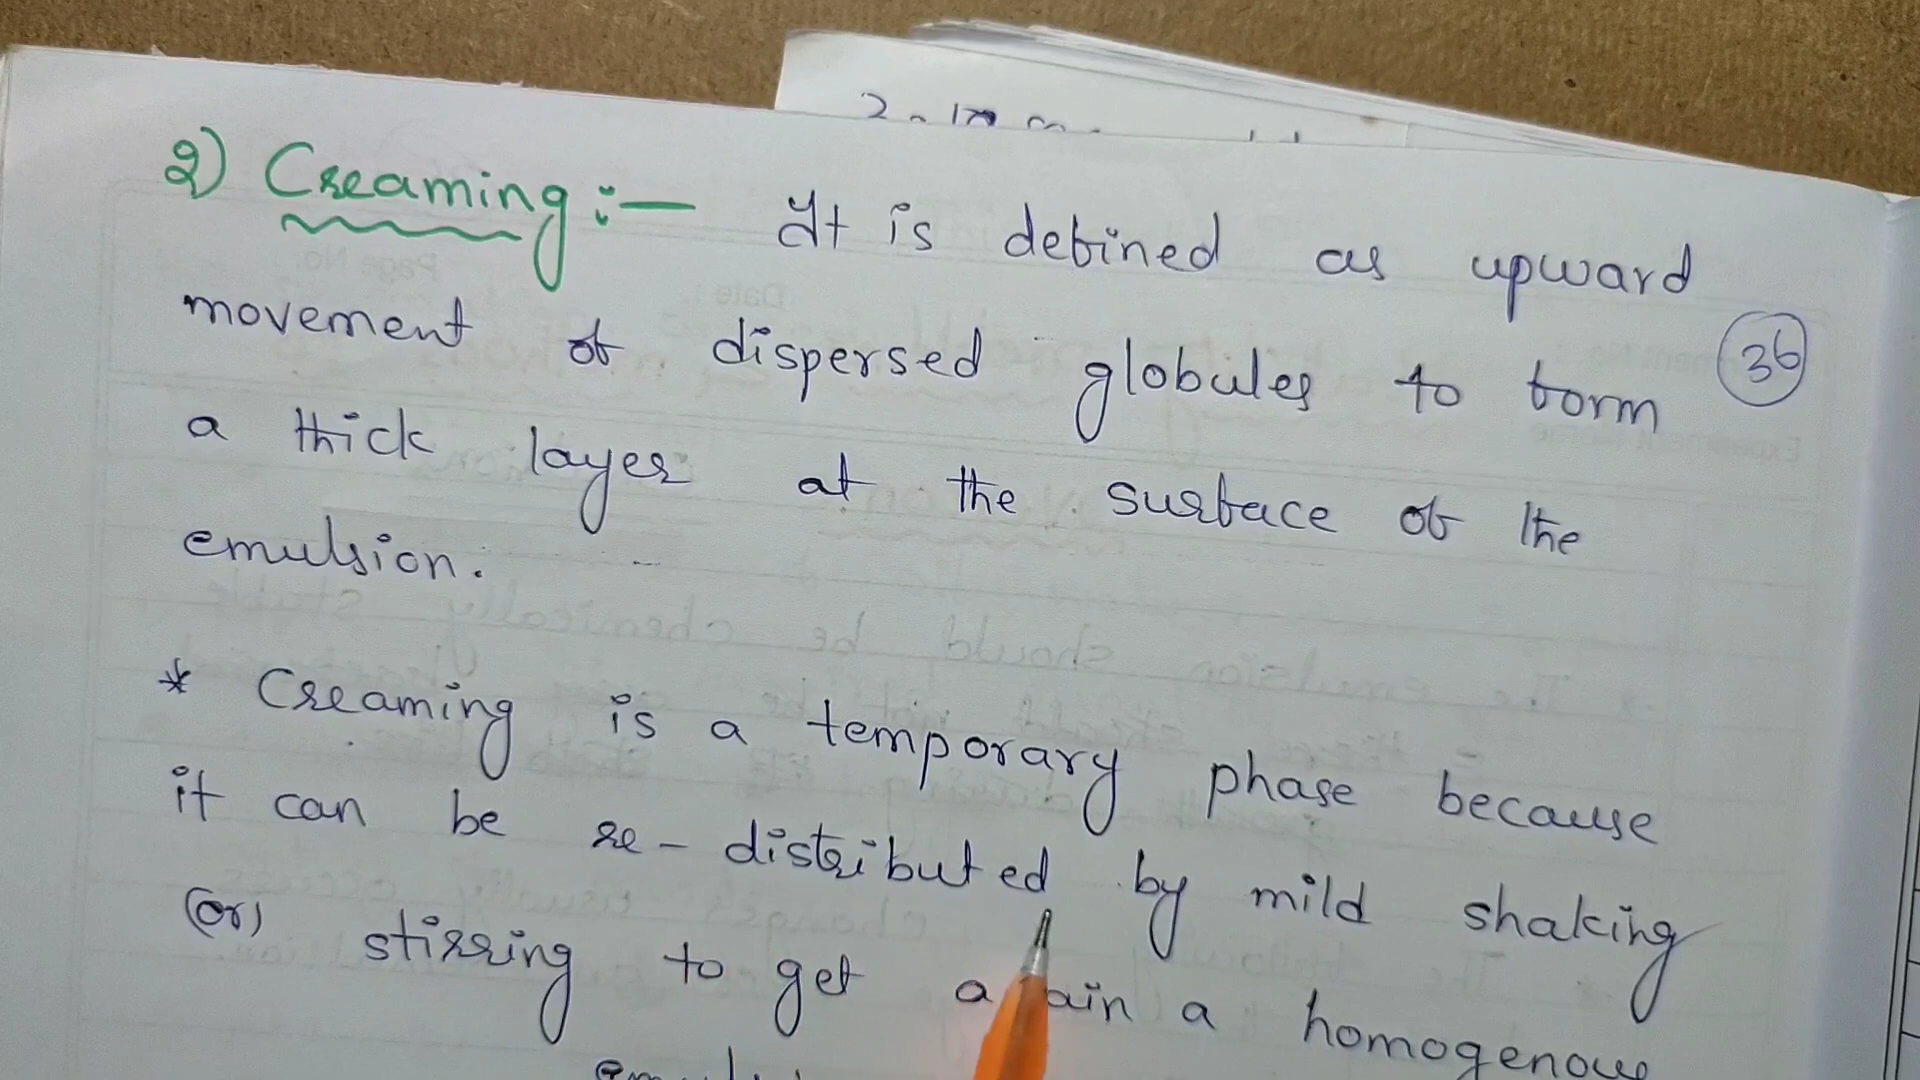 2) Creaming :- It is defined as upward
movement of dispersed globules to form
36
a thick layer at the surface of the
emulsion.
* Creaming is a temporary phase because
it can be re-distributed by mild shaking
(or) stirring to get again a homogenous